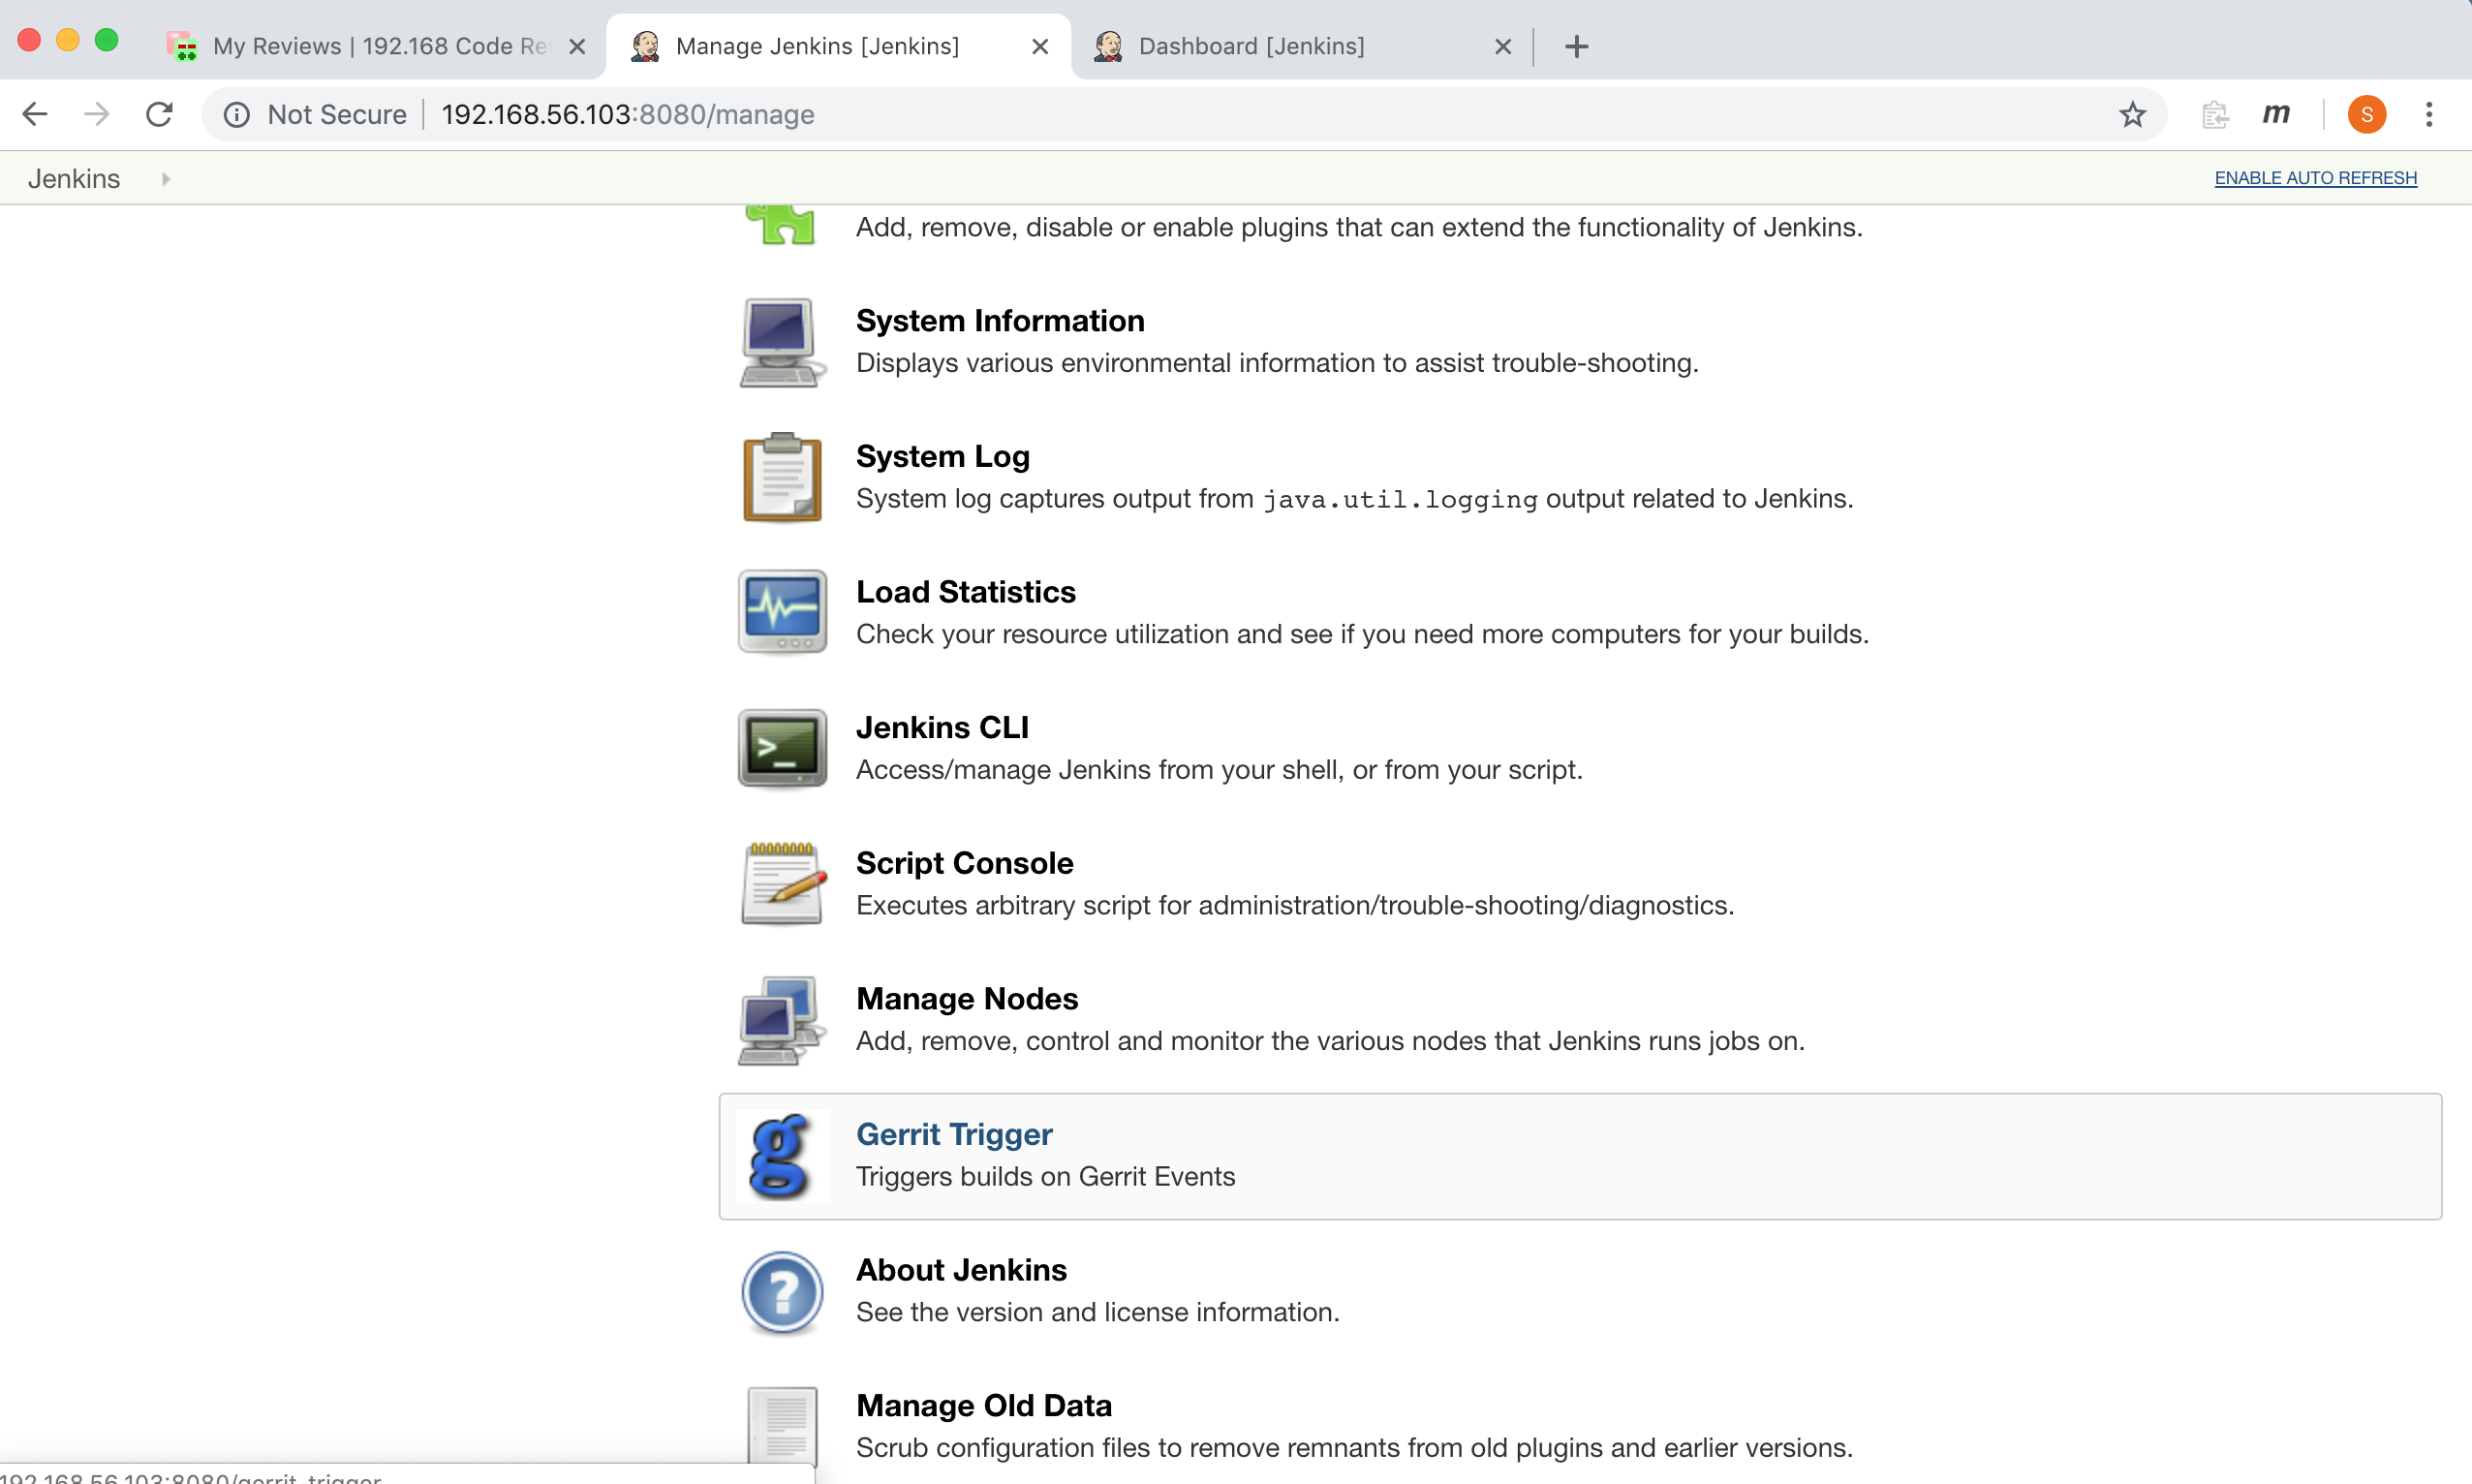 My Reviews | 192.168 Code Re
Manage Jenkins [Jenkins]
Dashboard [Jenkins]
Not Secure | 192.168.56.103:8080/manage
m
S
Jenkins
ENABLE AUTO REFRESH
Add, remove, disable or enable plugins that can extend the functionality of Jenkins.
System Information
Displays various environmental information to assist trouble-shooting.
System Log
System log captures output from java.util.logging output related to Jenkins.
Load Statistics
Check your resource utilization and see if you need more computers for your builds.
Jenkins CLI
Access/manage Jenkins from your shell, or from your script.
Script Console
Executes arbitrary script for administration/trouble-shooting/diagnostics.
Manage Nodes
Add, remove, control and monitor the various nodes that Jenkins runs jobs on.
g
Gerrit Trigger
Triggers builds on Gerrit Events
About Jenkins
See the version and license information.
Manage Old Data
Scrub configuration files to remove remnants from old plugins and earlier versions.
192.168.56.103:8080/gerrit-trigger